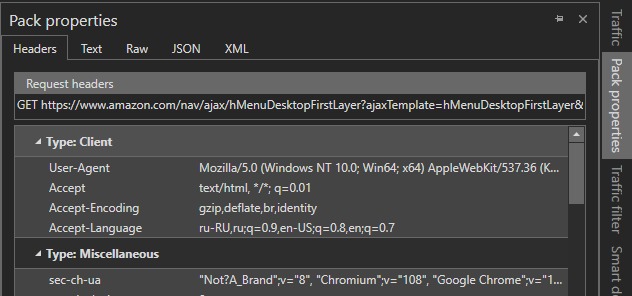 Pack properties
Headers Text Raw JSON XML
Request headers
GET https://www.amazon.com/nav/ajax/hMenuDesktopFirstLayer?ajaxTemplate=hMenuDesktopFirstLayer&
Type: Client
User-Agent Mozilla/5.0 (Windows NT 10.0; Win64; x64) AppleWebKit/537.36 (K...
Accept text/html, */*; q=0.01
Accept-Encoding gzip,deflate,br,identity
Accept-Language ru-RU,ru;q=0.9,en-US;q=0.8,en;q=0.7
Type: Miscellaneous
sec-ch-ua "Not?A_Brand";v="8", "Chromium";v="108", "Google Chrome";v="1...
Traffic
Pack properties
Traffic filter
Smart